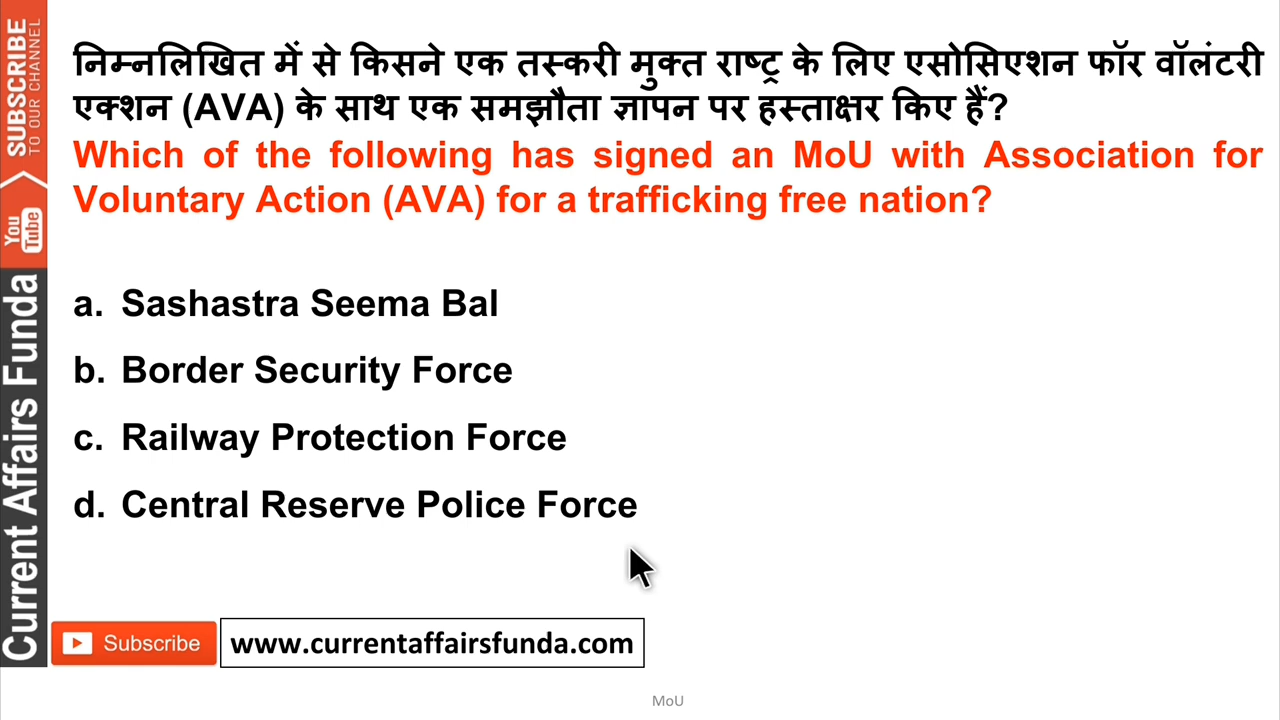 SUBSCRIBE
TO OUR CHANNEL
You
Tube
Current Affairs Funda
निम्नलिखित में से किसने एक तस्करी मुक्त राष्ट्र के लिए एसोसिएशन फॉर वॉलंटरी
एक्शन (AVA) के साथ एक समझौता ज्ञापन पर हस्ताक्षर किए हैं?
Which of the following has signed an MoU with Association for
Voluntary Action (AVA) for a trafficking free nation?
a. Sashastra Seema Bal
b. Border Security Force
c. Railway Protection Force
d. Central Reserve Police Force
Subscribe
www.currentaffairsfunda.com
MoU